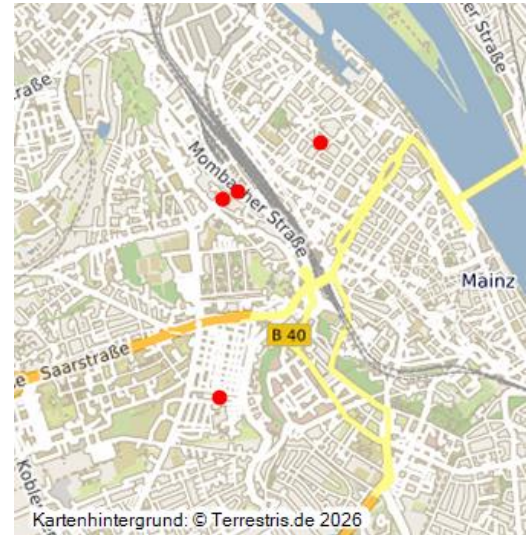 Straße
raße
Mombacher Straße
Mainz
B 40
Saarstraße
Koble
Kartenhintergrund: © Terrestris.de 2026